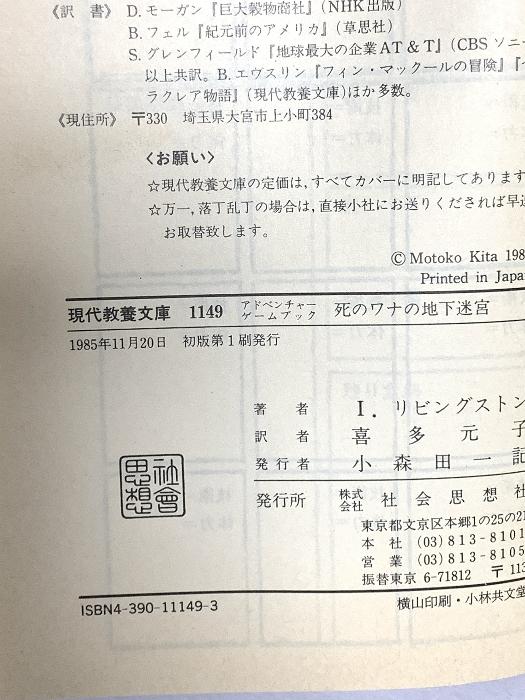 《訳 書》 D. モーガン『巨大穀物商社』(NHK出版)
B. フェル『紀元前のアメリカ』(草思社)
S. グレンフィールド『地球最大の企業AT&T』(CBSソニー
以上共訳。B. エヴスリン『フィン・マックールの冒険』『
ラクレア物語』(現代教養文庫)ほか多数。
《現住所》 〒330 埼玉県大宮市上小町384
〈お願い〉
☆現代教養文庫の定価は,すべてカバーに明記してあります
☆万一,落丁乱丁の場合は,直接小社にお送りくだされば早速
お取替致します。
© Motoko Kita 198
Printed in Japa
現代教養文庫 1149 アドベンチャーゲームブック 死のワナの地下迷宮
1985年11月20日 初版第1刷発行
著者 I. リビングストン
訳者 喜多元子
発行者 小森田一記
発行所 株式会社 社会思想社
東京都文京区本郷1の25の21
本社 (03)813-8101
営業 (03)813-8105
振替東京 6-71812 〒113
社會思想
ISBN4-390-11149-3
横山印刷・小林共文堂